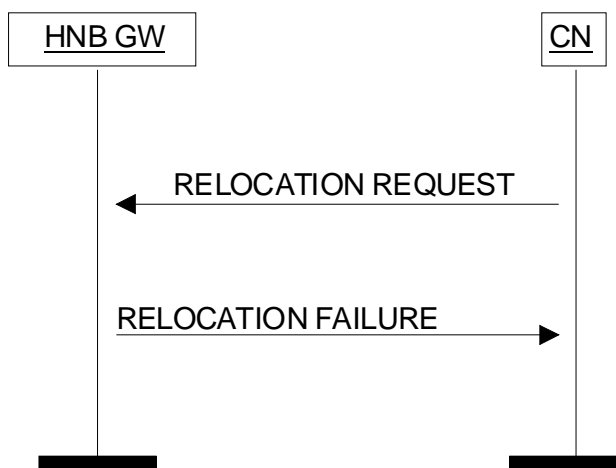 HNB GW
CN
RELOCATION REQUEST
RELOCATION FAILURE